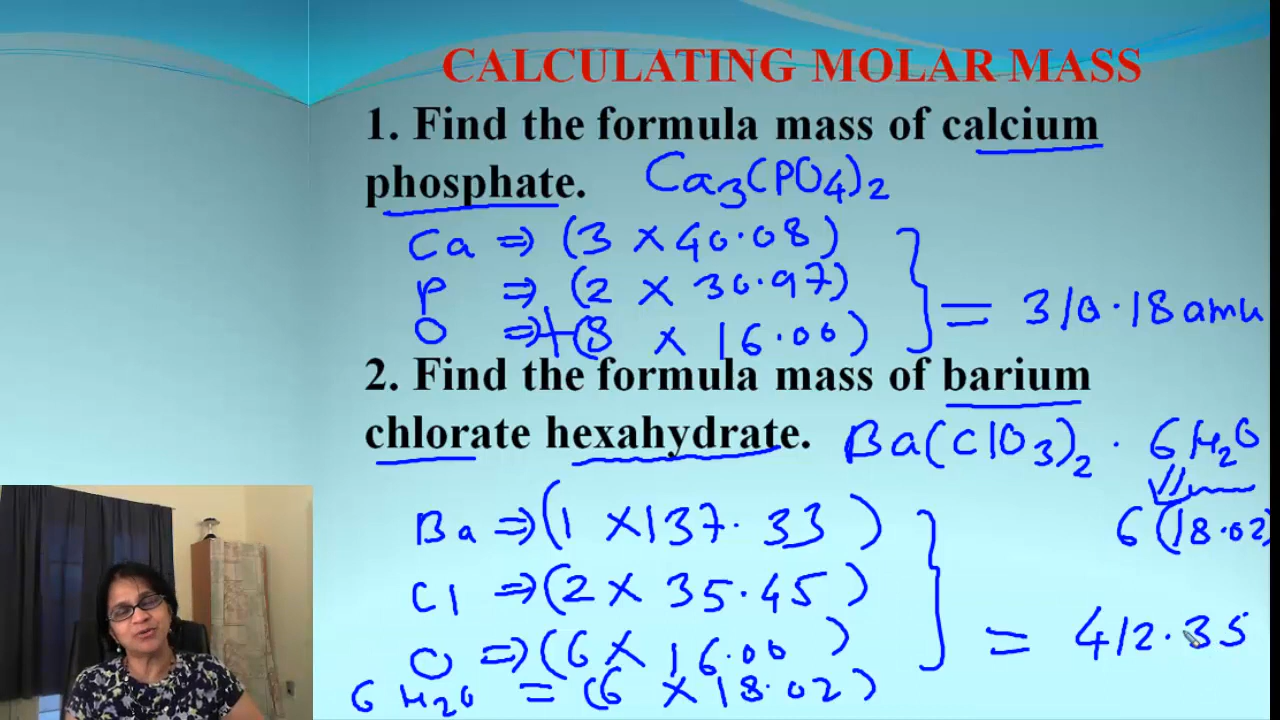 CALCULATING MOLAR MASS
1. Find the formula mass of calcium
phosphate. Ca3(PO4)2
Ca ⇒ (3 × 40.08)
P ⇒ (2 × 30.97)
O ⇒ +(8 × 16.00)
= 310.18 amu
2. Find the formula mass of barium
chlorate hexahydrate. Ba(ClO3)2 · 6H2O
6(18.02)
Ba ⇒ (1 × 137.33)
Cl ⇒ (2 × 35.45)
O ⇒ (6 × 16.00)
6 H2O = (6 × 18.02)
= 412.35